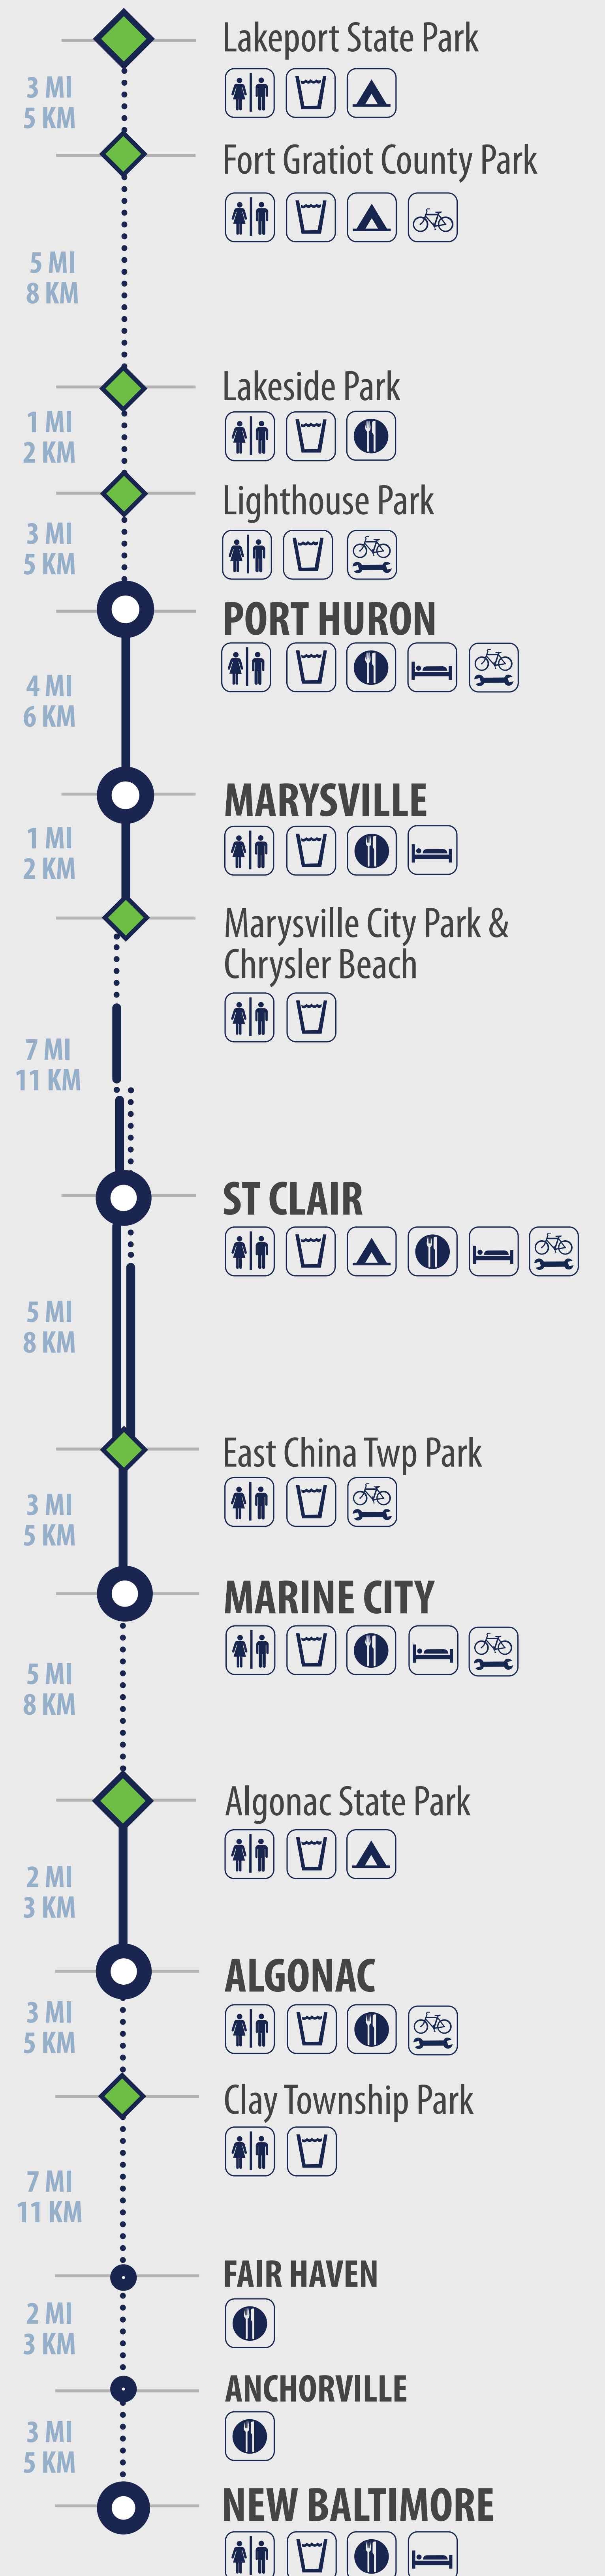 Lakeport State Park
3 MI
5 KM
Fort Gratiot County Park
5 MI
8 KM
Lakeside Park
1 MI
2 KM
Lighthouse Park
3 MI
5 KM
PORT HURON
4 MI
6 KM
MARYSVILLE
1 MI
2 KM
Marysville City Park &
Chrysler Beach
7 MI
11 KM
ST CLAIR
5 MI
8 KM
East China Twp Park
3 MI
5 KM
MARINE CITY
5 MI
8 KM
Algonac State Park
2 MI
3 KM
ALGONAC
3 MI
5 KM
Clay Township Park
7 MI
11 KM
FAIR HAVEN
2 MI
3 KM
ANCHORVILLE
3 MI
5 KM
NEW BALTIMORE